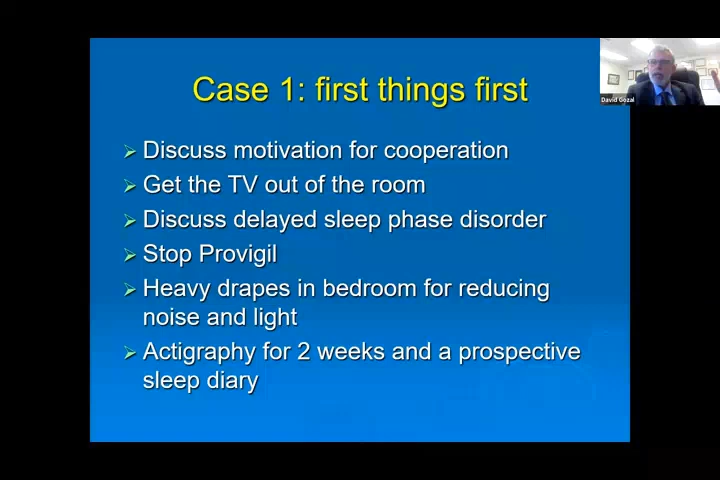 Case 1: first things first
David Gozal
Discuss motivation for cooperation
Get the TV out of the room
Discuss delayed sleep phase disorder
Stop Provigil
Heavy drapes in bedroom for reducing
noise and light
Actigraphy for 2 weeks and a prospective
sleep diary